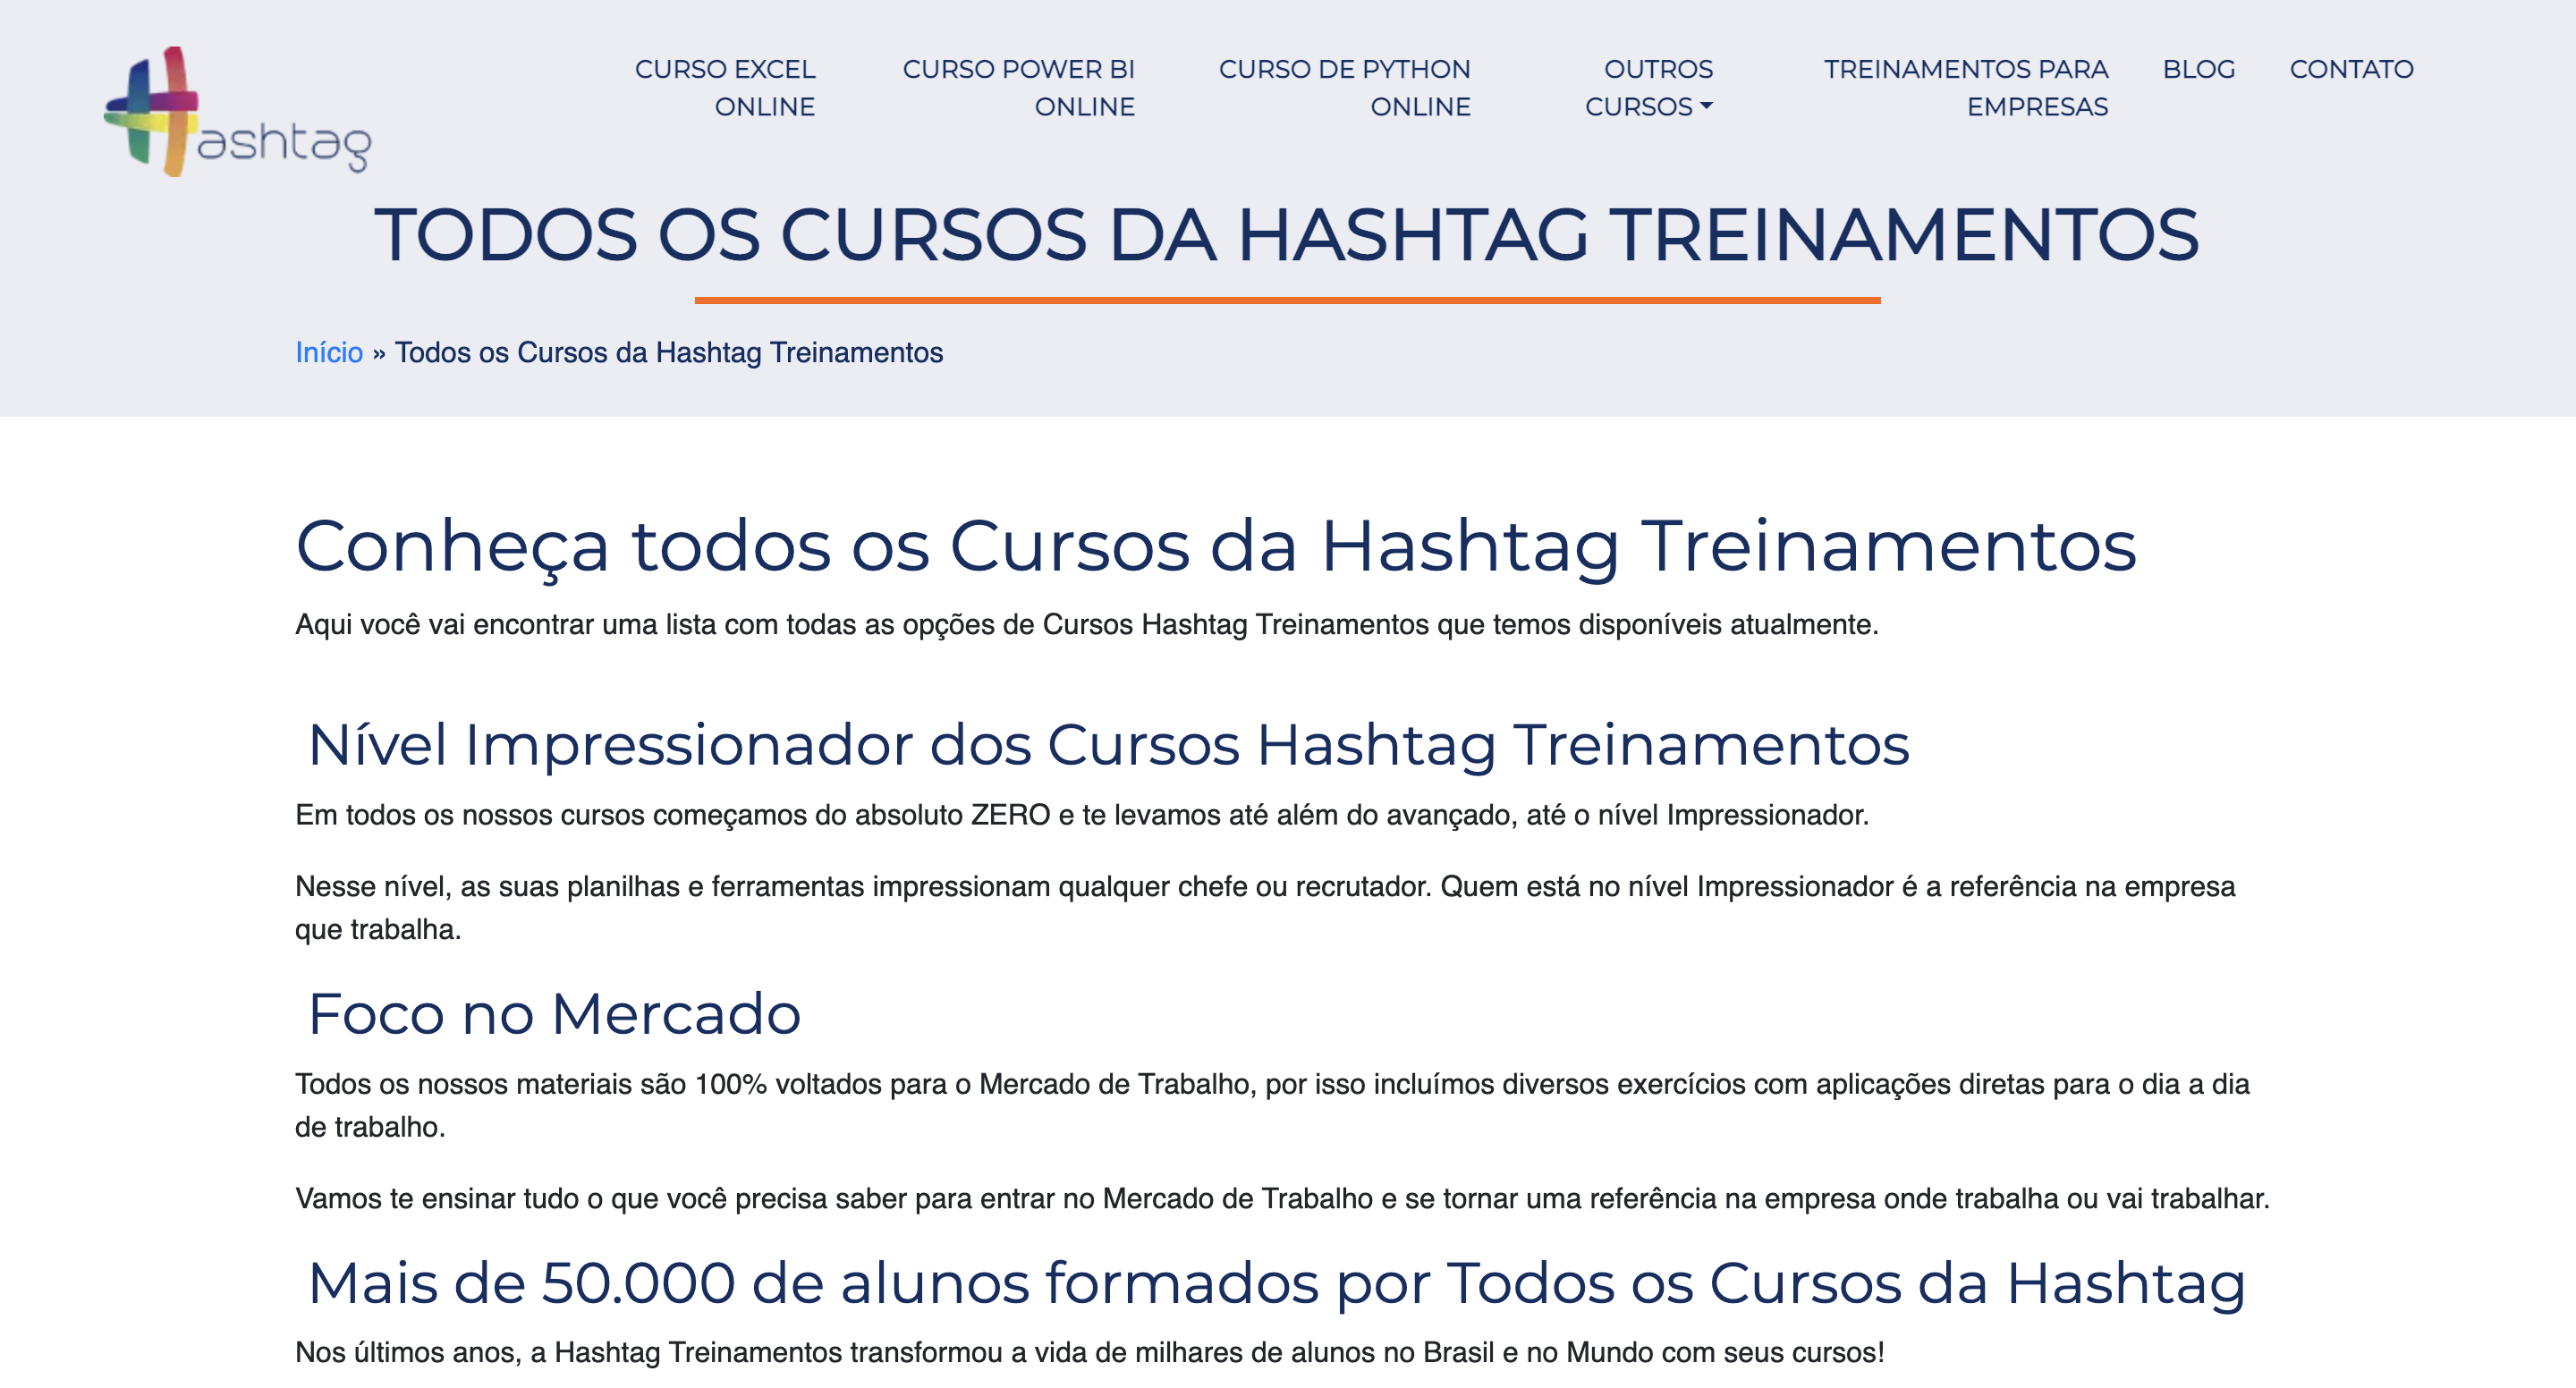 ashtag
CURSO EXCEL
ONLINE
CURSO POWER BI
ONLINE
CURSO DE PYTHON
ONLINE
OUTROS
CURSOS
TREINAMENTOS PARA
EMPRESAS
BLOG
CONTATO
TODOS OS CURSOS DA HASHTAG TREINAMENTOS
Início » Todos os Cursos da Hashtag Treinamentos
Conheça todos os Cursos da Hashtag Treinamentos
Aqui você vai encontrar uma lista com todas as opções de Cursos Hashtag Treinamentos que temos disponíveis atualmente.
Nível Impressionador dos Cursos Hashtag Treinamentos
Em todos os nossos cursos começamos do absoluto ZERO e te levamos até além do avançado, até o nível Impressionador.
Nesse nível, as suas planilhas e ferramentas impressionam qualquer chefe ou recrutador. Quem está no nível Impressionador é a referência na empresa
que trabalha.
Foco no Mercado
Todos os nossos materiais são 100% voltados para o Mercado de Trabalho, por isso incluímos diversos exercícios com aplicações diretas para o dia a dia
de trabalho.
Vamos te ensinar tudo o que você precisa saber para entrar no Mercado de Trabalho e se tornar uma referência na empresa onde trabalha ou vai trabalhar.
Mais de 50.000 de alunos formados por Todos os Cursos da Hashtag
Nos últimos anos, a Hashtag Treinamentos transformou a vida de milhares de alunos no Brasil e no Mundo com seus cursos!